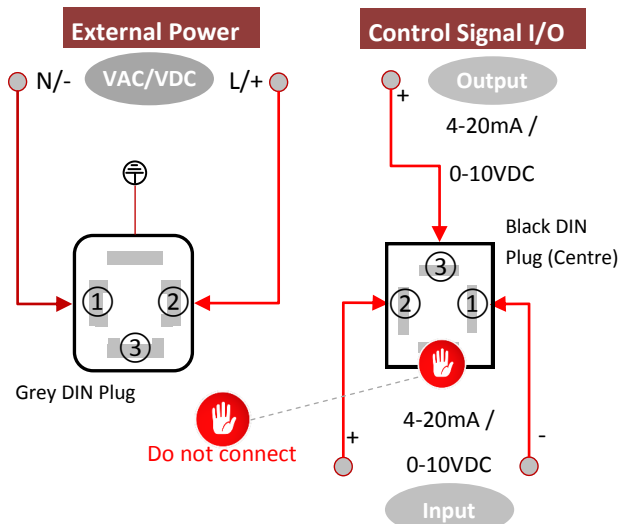 External Power
N/- VAC/VDC L/+
1 2
3
Grey DIN Plug
Do not connect
Control Signal I/O
Output
+
4-20mA /
0-10VDC
Black DIN
Plug (Centre)
3
2 1
+ 4-20mA / -
0-10VDC
Input